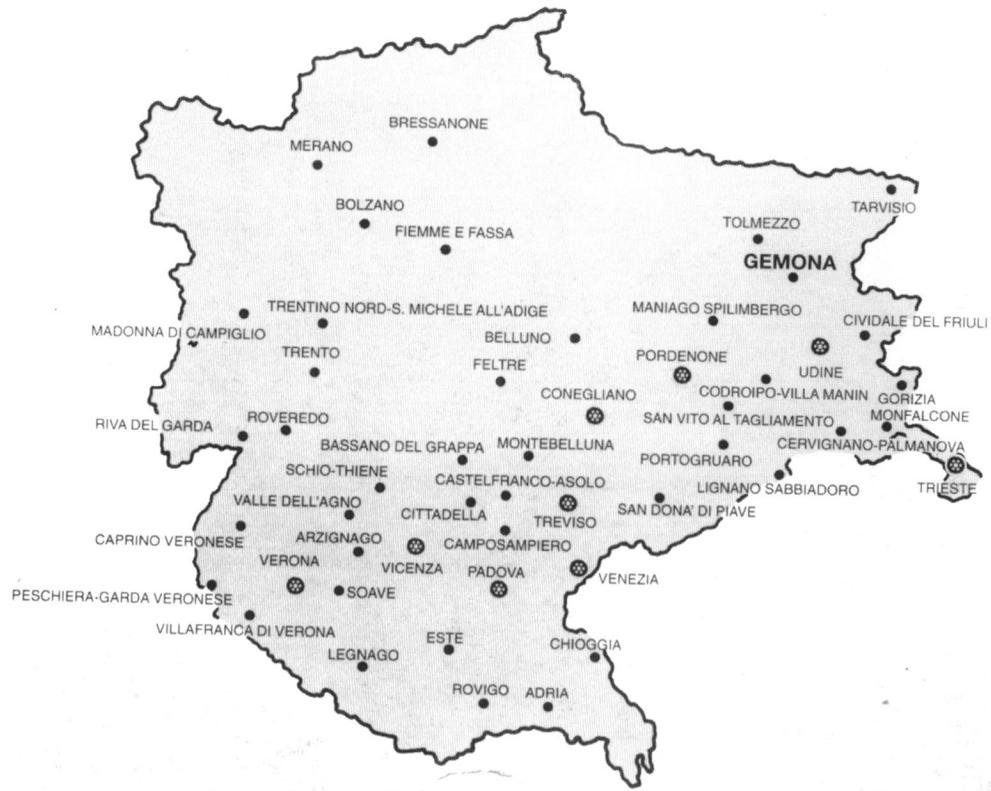 BRESSANONE
MERANO
TARVISIO
BOLZANO
TOLMEZZO
FIEMME E FASSA
GEMONA
TRENTINO NORD-S. MICHELE ALL'ADIGE
MANIAGO SPILIMBERGO
CIVIDALE DEL FRIULI
MADONNA DI CAMPIGLIO
BELLUNO
TRENTO
PORDENONE
UDINE
FELTRE
CONEGLIANO
CODROIPO-VILLA MANIN
GORIZIA
RIVA DEL GARDA
ROVEREDO
SAN VITO AL TAGLIAMENTO
MONFALCONE
BASSANO DEL GRAPPA
MONTEBELLUNA
CERVIGNANO-PALMANOVA
PORTOGRUARO
SCHIO-THIENE
CASTELFRANCO-ASOLO
LIGNANO SABBIADORO
TRIESTE
VALLE DELL'AGNO
CITTADELLA
TREVISO
SAN DONA' DI PIAVE
CAPRINO VERONESE
ARZIGNANO
CAMPOSAMPIERO
VERONA
VICENZA
PADOVA
VENEZIA
PESCHIERA-GARDA VERONESE
SOAVE
VILLAFRANCA DI VERONA
ESTE
CHIOGGIA
LEGNAGO
ROVIGO
ADRIA